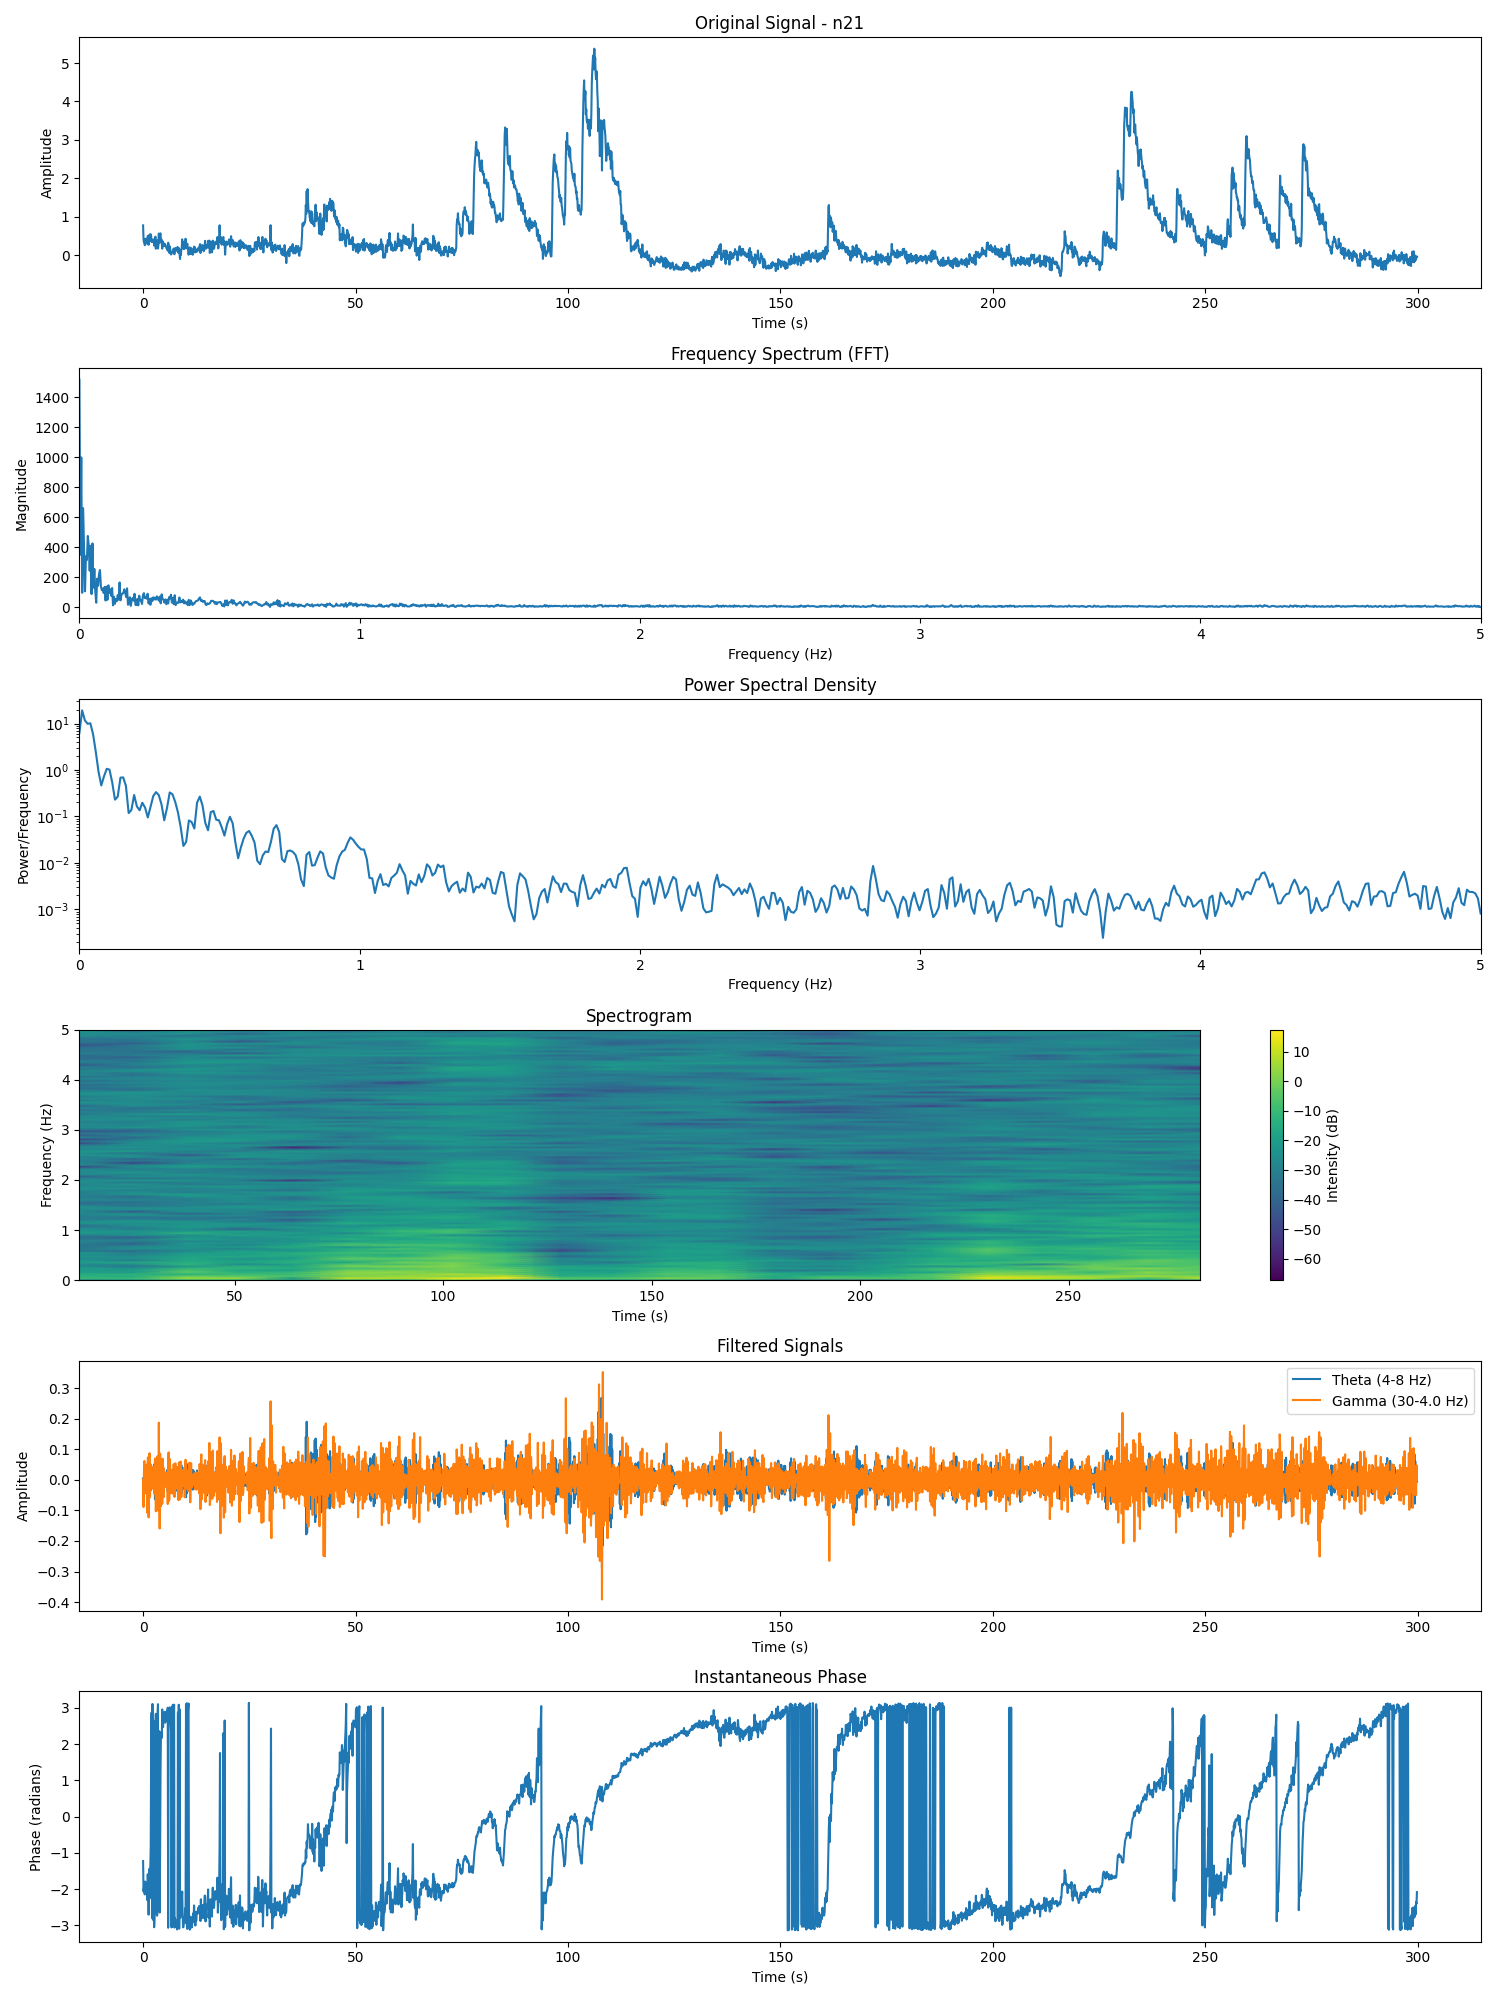 Original Signal - n21
Amplitude
5
4
3
2
1
0
0 50 100 150 200 250 300
Time (s)
Frequency Spectrum (FFT)
Magnitude
1400
1200
1000
800
600
400
200
0
0 1 2 3 4 5
Frequency (Hz)
Power Spectral Density
Power/Frequency
10^1
10^0
10^-1
10^-2
10^-3
0 1 2 3 4 5
Frequency (Hz)
Spectrogram
Frequency (Hz)
5
4
3
2
1
0
50 100 150 200 250
Time (s)
10
0
−10
−20
−30
−40
−50
−60
Intensity (dB)
Filtered Signals
Amplitude
0.3
0.2
0.1
0.0
−0.1
−0.2
−0.3
−0.4
Theta (4-8 Hz)
Gamma (30-4.0 Hz)
0 50 100 150 200 250 300
Time (s)
Instantaneous Phase
Phase (radians)
3
2
1
0
−1
−2
−3
0 50 100 150 200 250 300
Time (s)